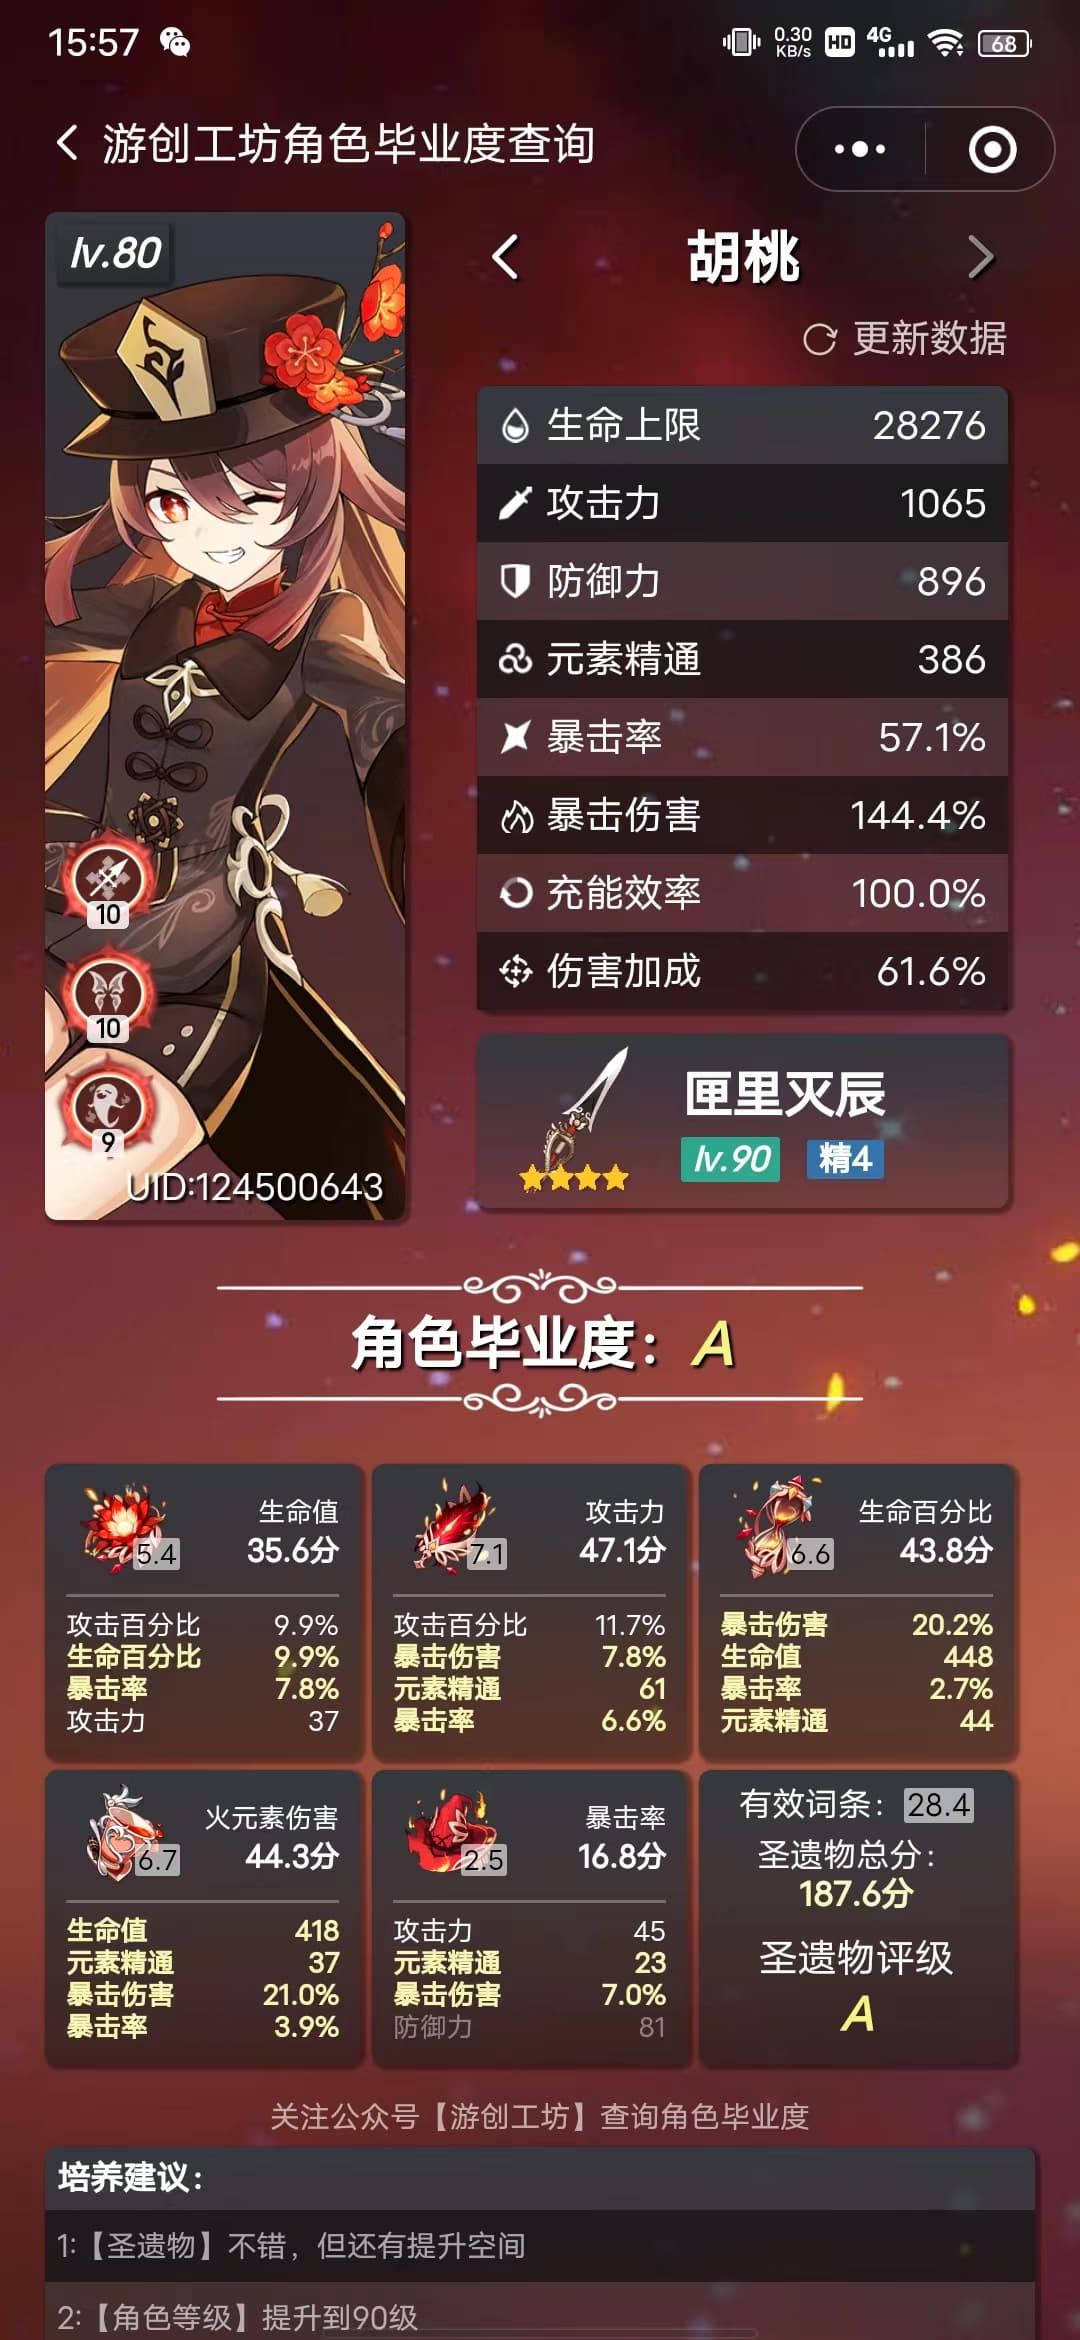 15:57
0.30 KB/s HD 4G 68
游创工坊角色毕业度查询
lv.80
胡桃
更新数据
生命上限 28276
攻击力 1065
防御力 896
元素精通 386
暴击率 57.1%
暴击伤害 144.4%
充能效率 100.0%
伤害加成 61.6%
10
10
9
UID:124500643
匣里灭辰
lv.90 精4
角色毕业度：A
生命值
5.4 35.6分
攻击百分比 9.9%
生命百分比 9.9%
暴击率 7.8%
攻击力 37
攻击力
7.1 47.1分
攻击百分比 11.7%
暴击伤害 7.8%
元素精通 61
暴击率 6.6%
生命百分比
6.6 43.8分
暴击伤害 20.2%
生命值 448
暴击率 2.7%
元素精通 44
火元素伤害
6.7 44.3分
生命值 418
元素精通 37
暴击伤害 21.0%
暴击率 3.9%
暴击率
2.5 16.8分
攻击力 45
元素精通 23
暴击伤害 7.0%
防御力 81
有效词条：28.4
圣遗物总分：
187.6分
圣遗物评级
A
关注公众号【游创工坊】查询角色毕业度
培养建议：
1:【圣遗物】不错，但还有提升空间
2:【角色等级】提升到90级